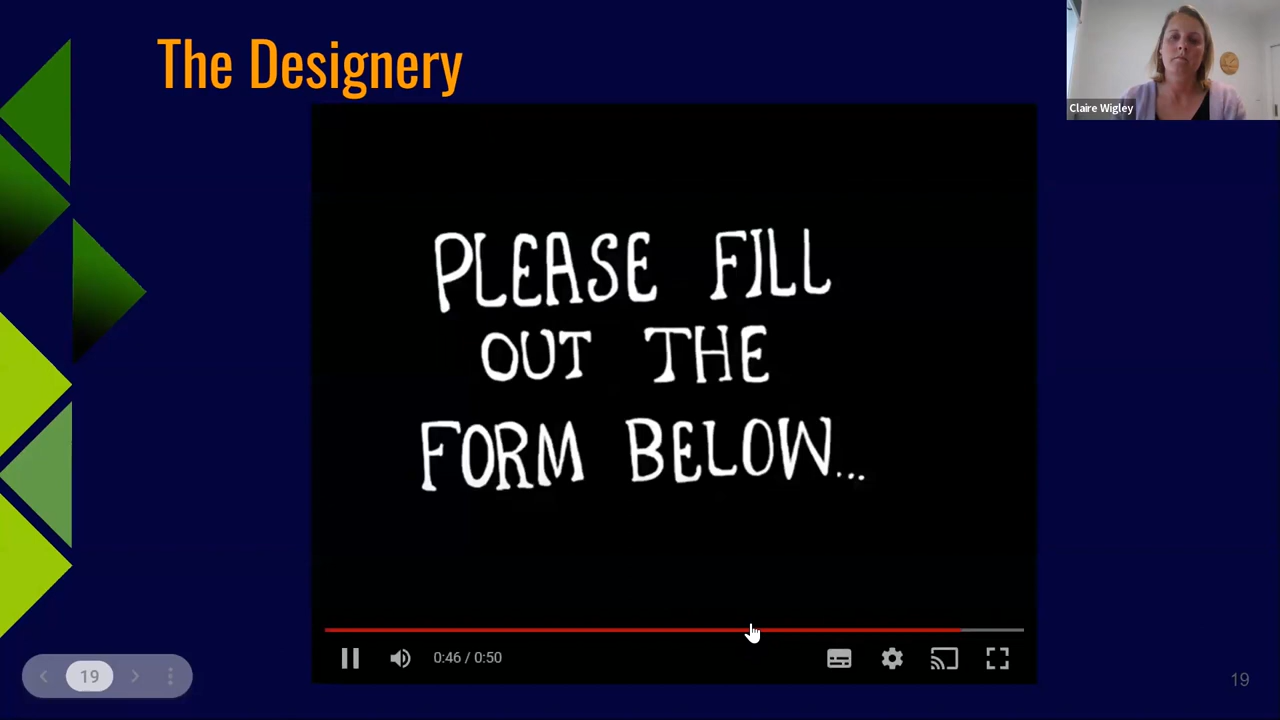 The Designery
Claire Wigley
PLEASE FILL
OUT THE
FORM BELOW...
0:46 / 0:50
19
19